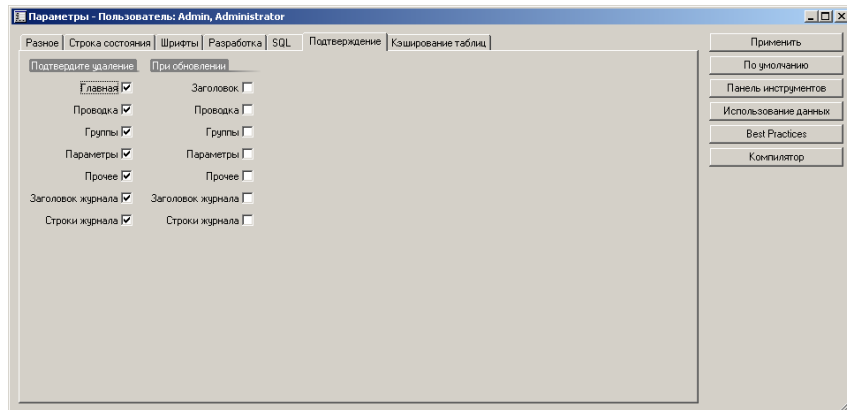 Параметры - Пользователь: Admin, Administrator
Разное Строка состояния Шрифты Разработка SQL Подтверждение Кэширование таблиц
Применить
По умолчанию
Панель инструментов
Использование данных
Best Practices
Компилятор
Подтвердите удаление При обновлении
Главная Заголовок
Проводка Проводка
Группы Группы
Параметры Параметры
Прочее Прочее
Заголовок журнала Заголовок журнала
Строки журнала Строки журнала